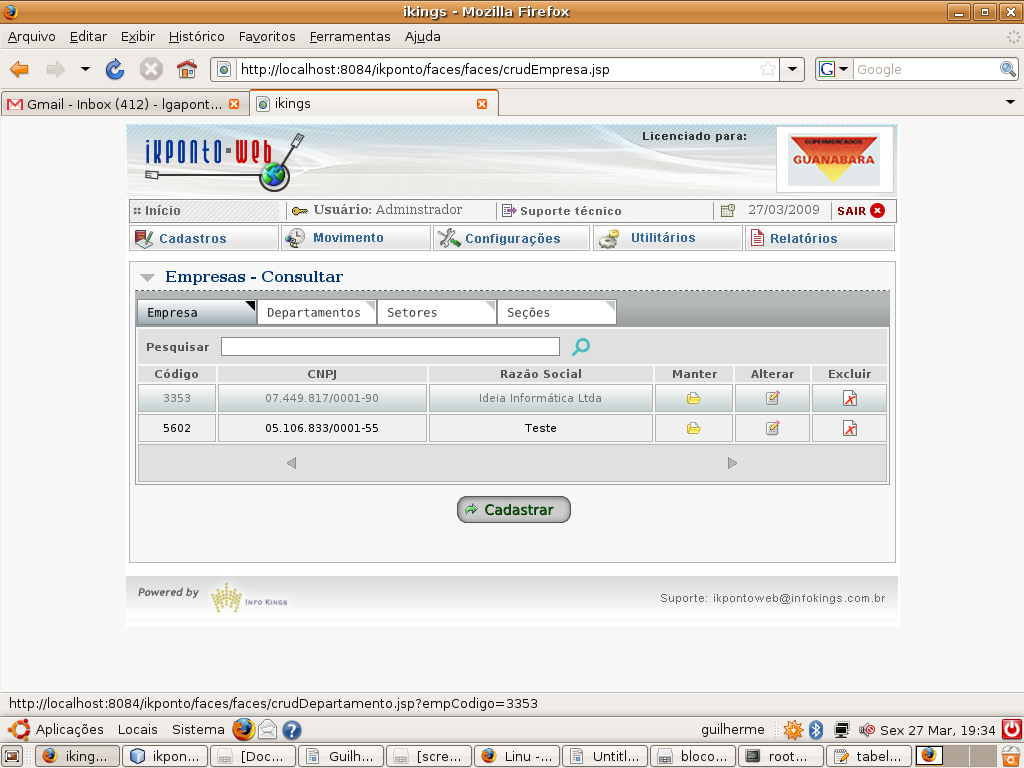 ikings - Mozilla Firefox
Arquivo Editar Exibir Histórico Favoritos Ferramentas Ajuda
http://localhost:8084/ikponto/faces/faces/crudEmpresa.jsp
G Google
Gmail - Inbox (412) - lgapont... ikings
ikponto-web
Licenciado para:
SUPERMERCADOS
GUANABARA
Início Usuário: Adminstrador Suporte técnico 27/03/2009 SAIR
Cadastros Movimento Configurações Utilitários Relatórios
Empresas - Consultar
Empresa Departamentos Setores Seções
Pesquisar
Código CNPJ Razão Social Manter Alterar Excluir
3353 07.449.817/0001-90 Ideia Informática Ltda
5602 05.106.833/0001-55 Teste
Cadastrar
Powered by INFO KINGS Suporte: ikpontoweb@infokings.com.br
http://localhost:8084/ikponto/faces/faces/crudDepartamento.jsp?empCodigo=3353
Aplicações Locais Sistema guilherme Sex 27 Mar, 19:34
iking... ikpon... [Doc... Guilh... [scre... Linu -... Untitl... bloco... root... tabel...